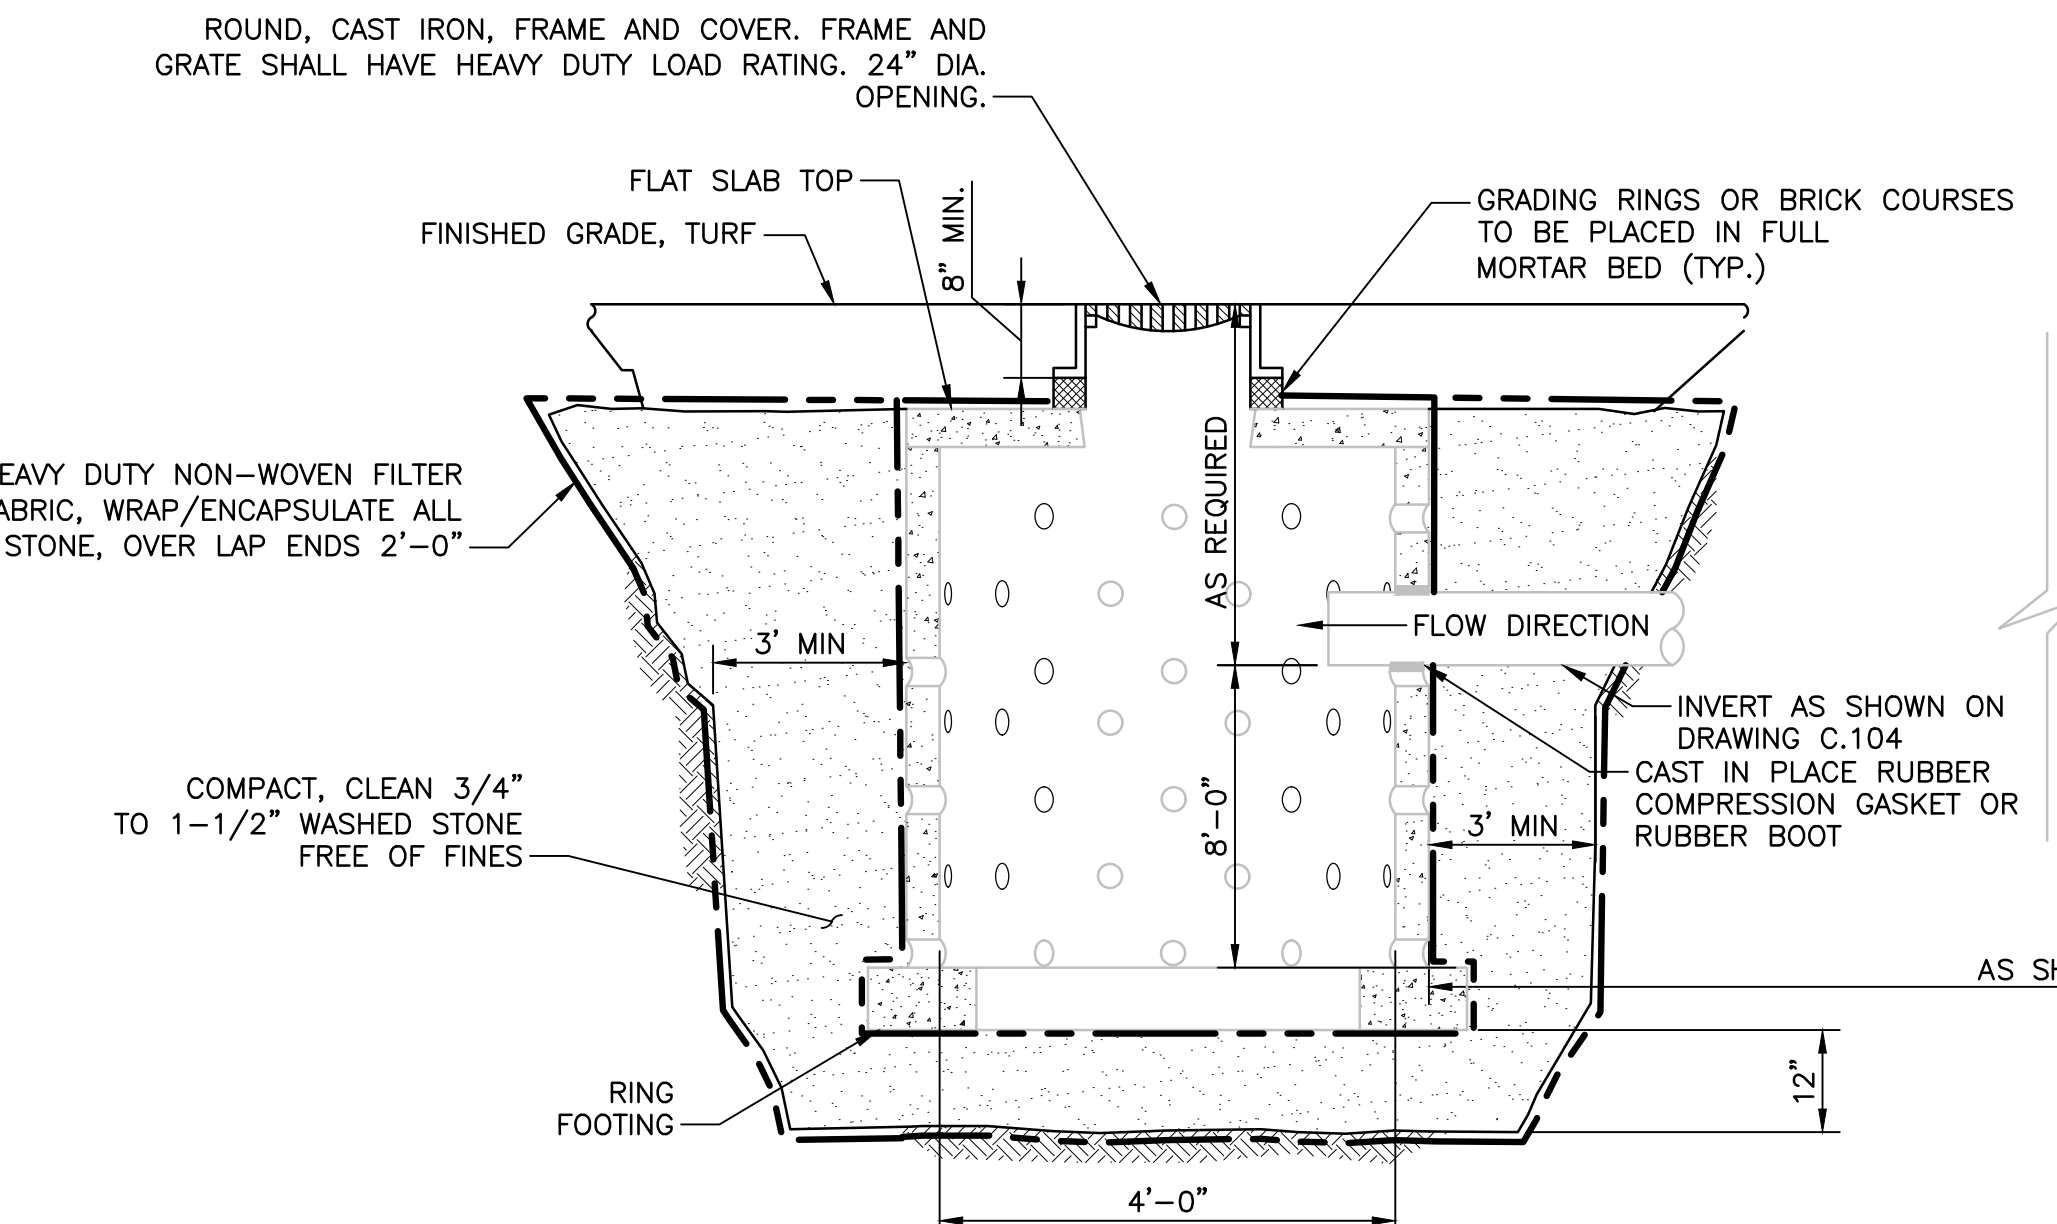 ROUND, CAST IRON, FRAME AND COVER. FRAME AND
GRATE SHALL HAVE HEAVY DUTY LOAD RATING. 24” DIA.
OPENING.
FLAT SLAB TOP
FINISHED GRADE, TURF
8” MIN.
GRADING RINGS OR BRICK COURSES
TO BE PLACED IN FULL
MORTAR BED (TYP.)
EAVY DUTY NON-WOVEN FILTER
ABRIC, WRAP/ENCAPSULATE ALL
STONE, OVER LAP ENDS 2’-0”
AS REQUIRED
FLOW DIRECTION
3’ MIN
INVERT AS SHOWN ON
DRAWING C.104
CAST IN PLACE RUBBER
COMPRESSION GASKET OR
RUBBER BOOT
COMPACT, CLEAN 3/4”
TO 1-1/2” WASHED STONE
FREE OF FINES
8’-0”
3’ MIN
AS SH
RING
FOOTING
12”
4’-0”